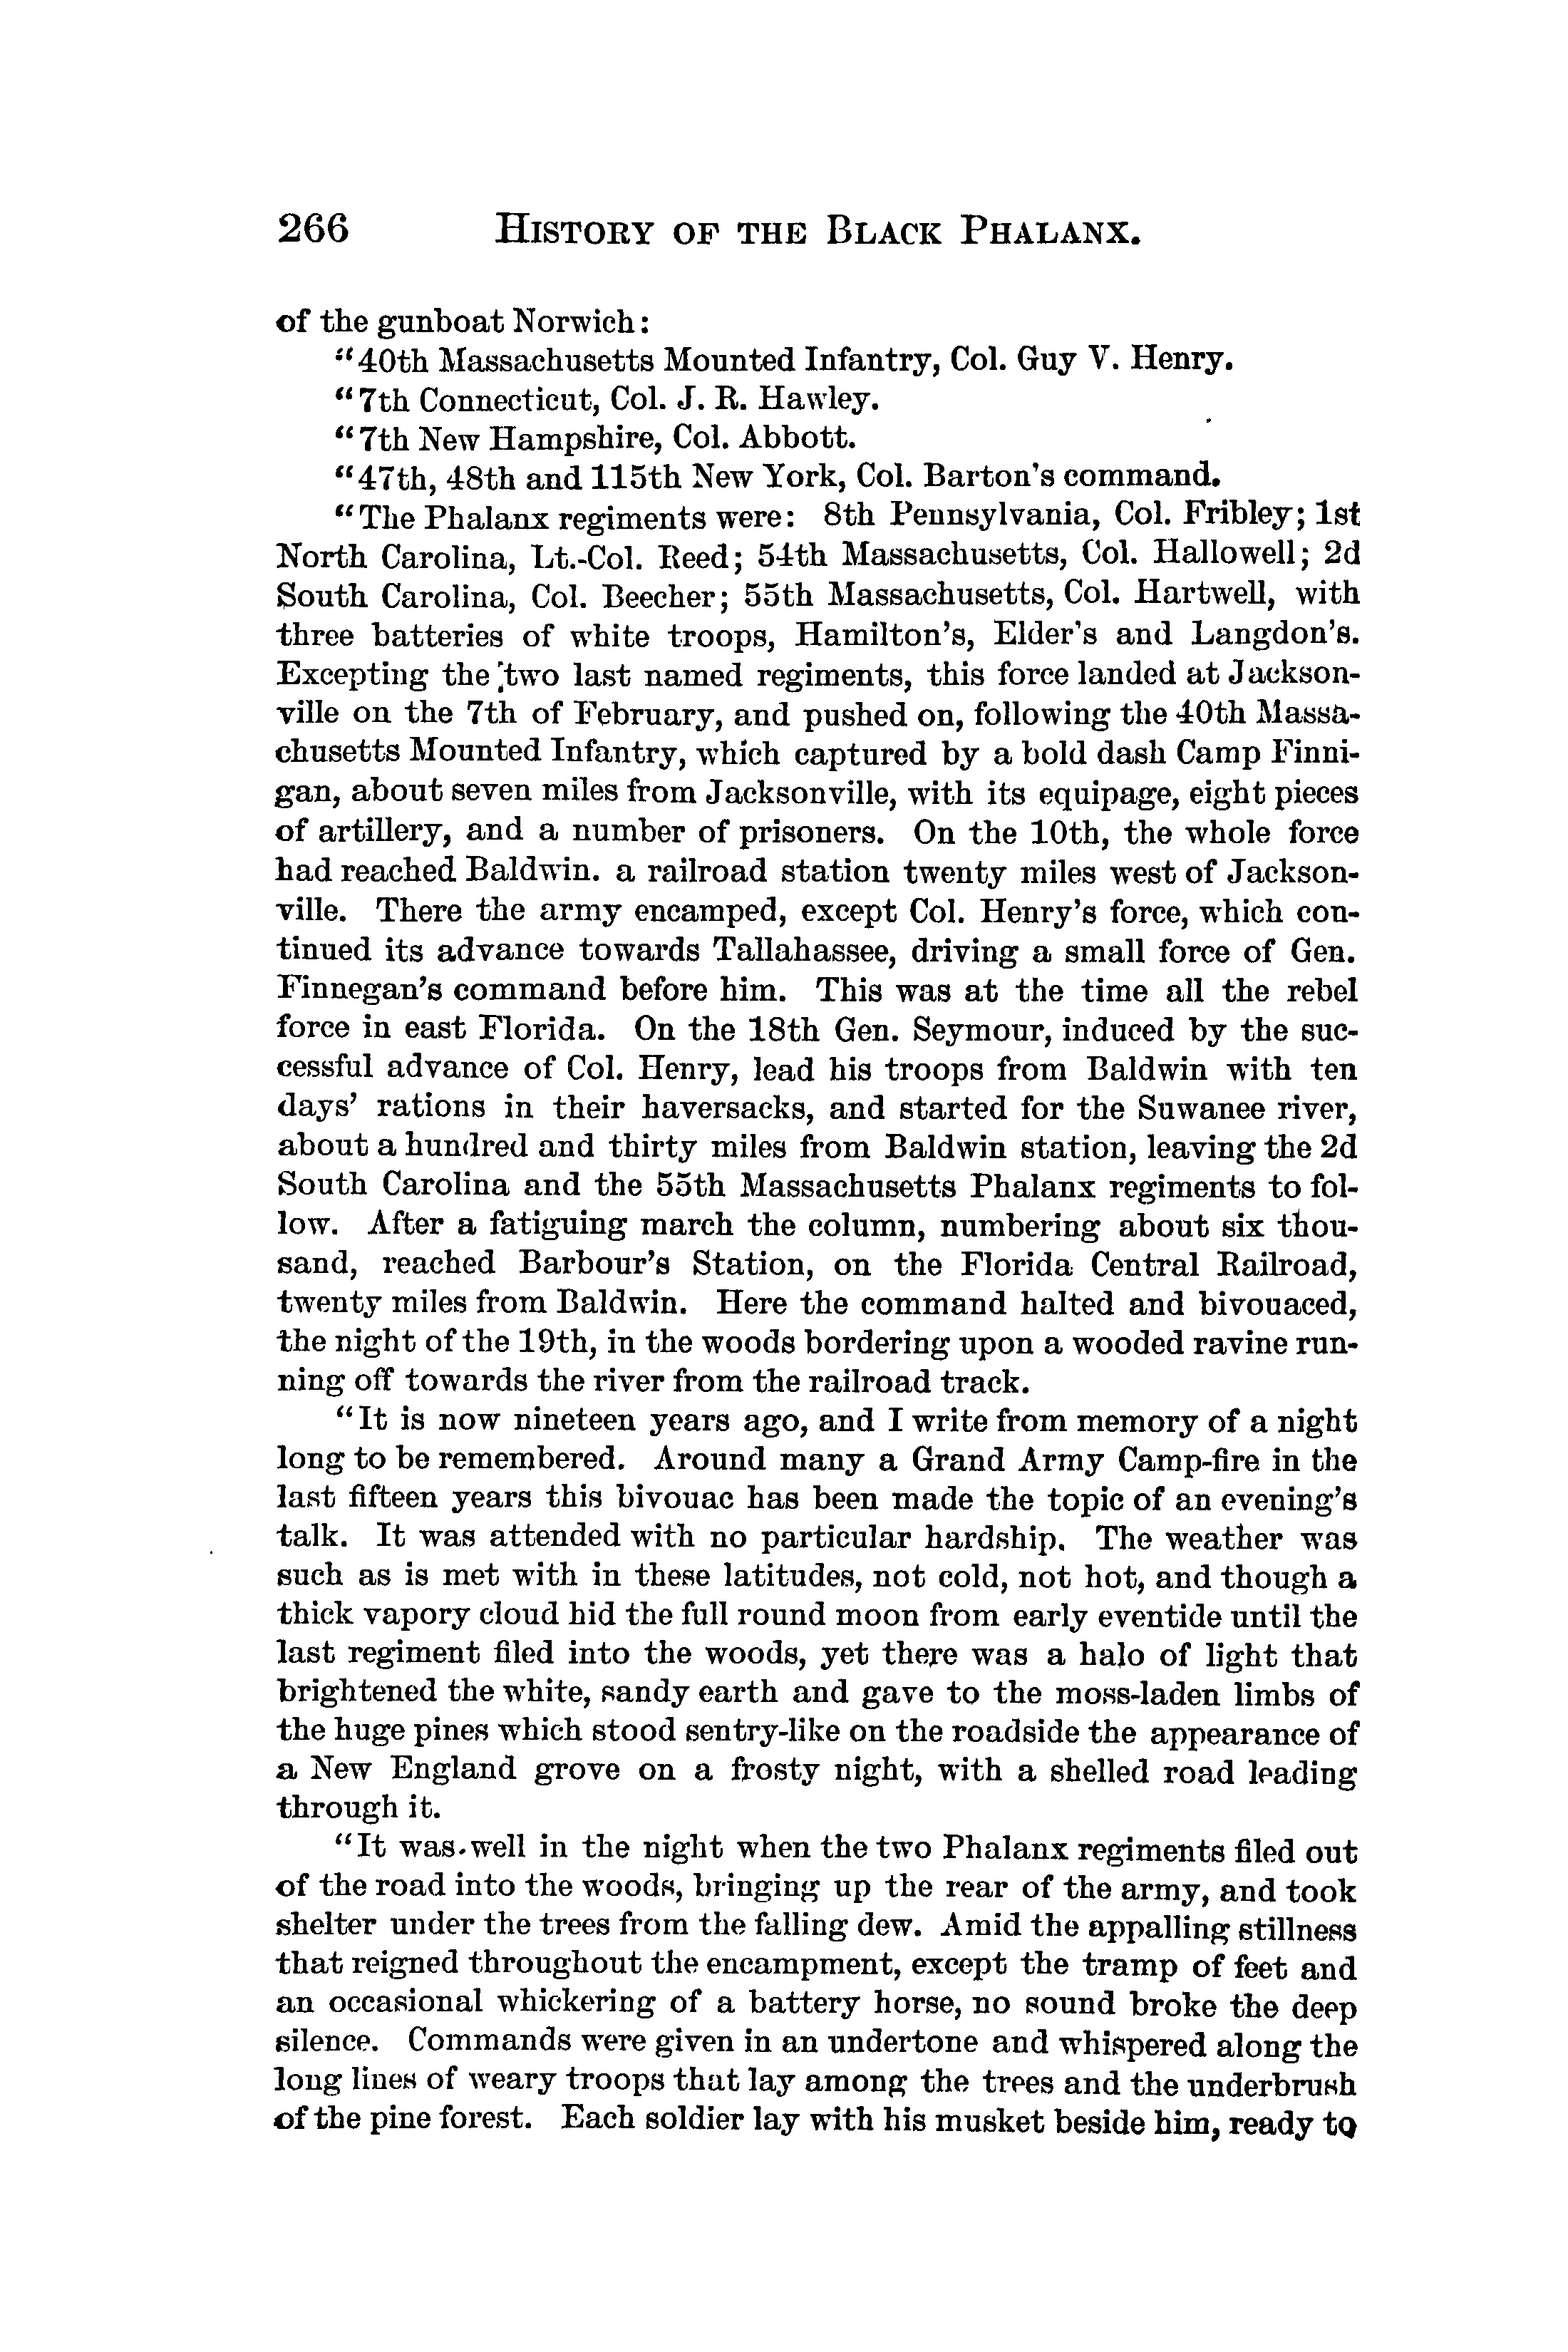 266 HISTORY OF THE BLACK PHALANX.
of the gunboat Norwich:
"40th Massachusetts Mounted Infantry, Col. Guy V. Henry.
"7th Connecticut, Col. J. R. Hawley.
"7th New Hampshire, Col. Abbott.
"47th, 48th and 115th New York, Col. Barton's command.
"The Phalanx regiments were: 8th Pennsylvania, Col. Fribley; 1st
North Carolina, Lt.-Col. Reed; 54th Massachusetts, Col. Hallowell; 2d
South Carolina, Col. Beecher; 55th Massachusetts, Col. Hartwell, with
three batteries of white troops, Hamilton's, Elder's and Langdon's.
Excepting the two last named regiments, this force landed at Jackson-
ville on the 7th of February, and pushed on, following the 40th Massa-
chusetts Mounted Infantry, which captured by a bold dash Camp Finni-
gan, about seven miles from Jacksonville, with its equipage, eight pieces
of artillery, and a number of prisoners. On the 10th, the whole force
had reached Baldwin. a railroad station twenty miles west of Jackson-
ville. There the army encamped, except Col. Henry's force, which con-
tinued its advance towards Tallahassee, driving a small force of Gen.
Finnegan's command before him. This was at the time all the rebel
force in east Florida. On the 18th Gen. Seymour, induced by the suc-
cessful advance of Col. Henry, lead his troops from Baldwin with ten
days' rations in their haversacks, and started for the Suwanee river,
about a hundred and thirty miles from Baldwin station, leaving the 2d
South Carolina and the 55th Massachusetts Phalanx regiments to fol-
low. After a fatiguing march the column, numbering about six thou-
sand, reached Barbour's Station, on the Florida Central Railroad,
twenty miles from Baldwin. Here the command halted and bivouaced,
the night of the 19th, in the woods bordering upon a wooded ravine run-
ning off towards the river from the railroad track.
"It is now nineteen years ago, and I write from memory of a night
long to be remembered. Around many a Grand Army Camp-fire in the
last fifteen years this bivouac has been made the topic of an evening's
talk. It was attended with no particular hardship. The weather was
such as is met with in these latitudes, not cold, not hot, and though a
thick vapory cloud hid the full round moon from early eventide until the
last regiment filed into the woods, yet there was a halo of light that
brightened the white, sandy earth and gave to the moss-laden limbs of
the huge pines which stood sentry-like on the roadside the appearance of
a New England grove on a frosty night, with a shelled road leading
through it.
"It was well in the night when the two Phalanx regiments filed out
of the road into the woods, bringing up the rear of the army, and took
shelter under the trees from the falling dew. Amid the appalling stillness
that reigned throughout the encampment, except the tramp of feet and
an occasional whickering of a battery horse, no sound broke the deep
silence. Commands were given in an undertone and whispered along the
long lines of weary troops that lay among the trees and the underbrush
of the pine forest. Each soldier lay with his musket beside him, ready to